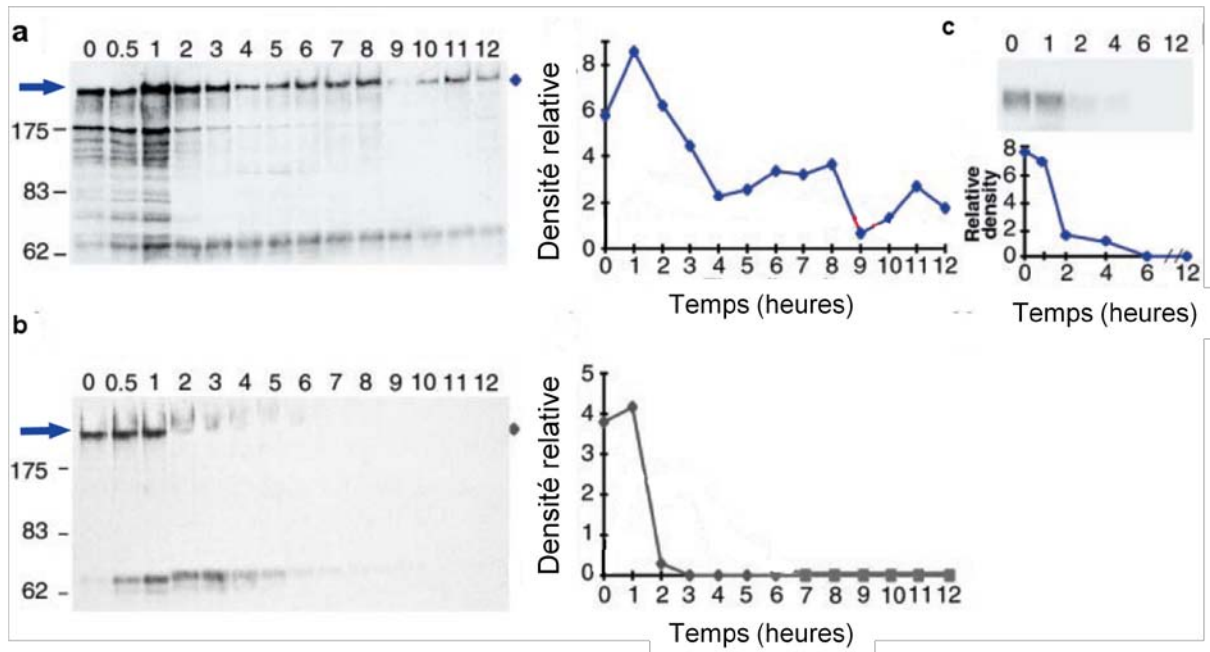 a
0 0.5 1 2 3 4 5 6 7 8 9 10 11 12
175
83
62
Densité relative
8
6
4
2
0
0 1 2 3 4 5 6 7 8 9 10 11 12
Temps (heures)
c
0 1 2 4 6 12
Relative
density
8
6
4
2
0
0 2 4 6 12
Temps (heures)
b
0 0.5 1 2 3 4 5 6 7 8 9 10 11 12
175
83
62
Densité relative
5
4
3
2
1
0
0 1 2 3 4 5 6 7 8 9 10 11 12
Temps (heures)